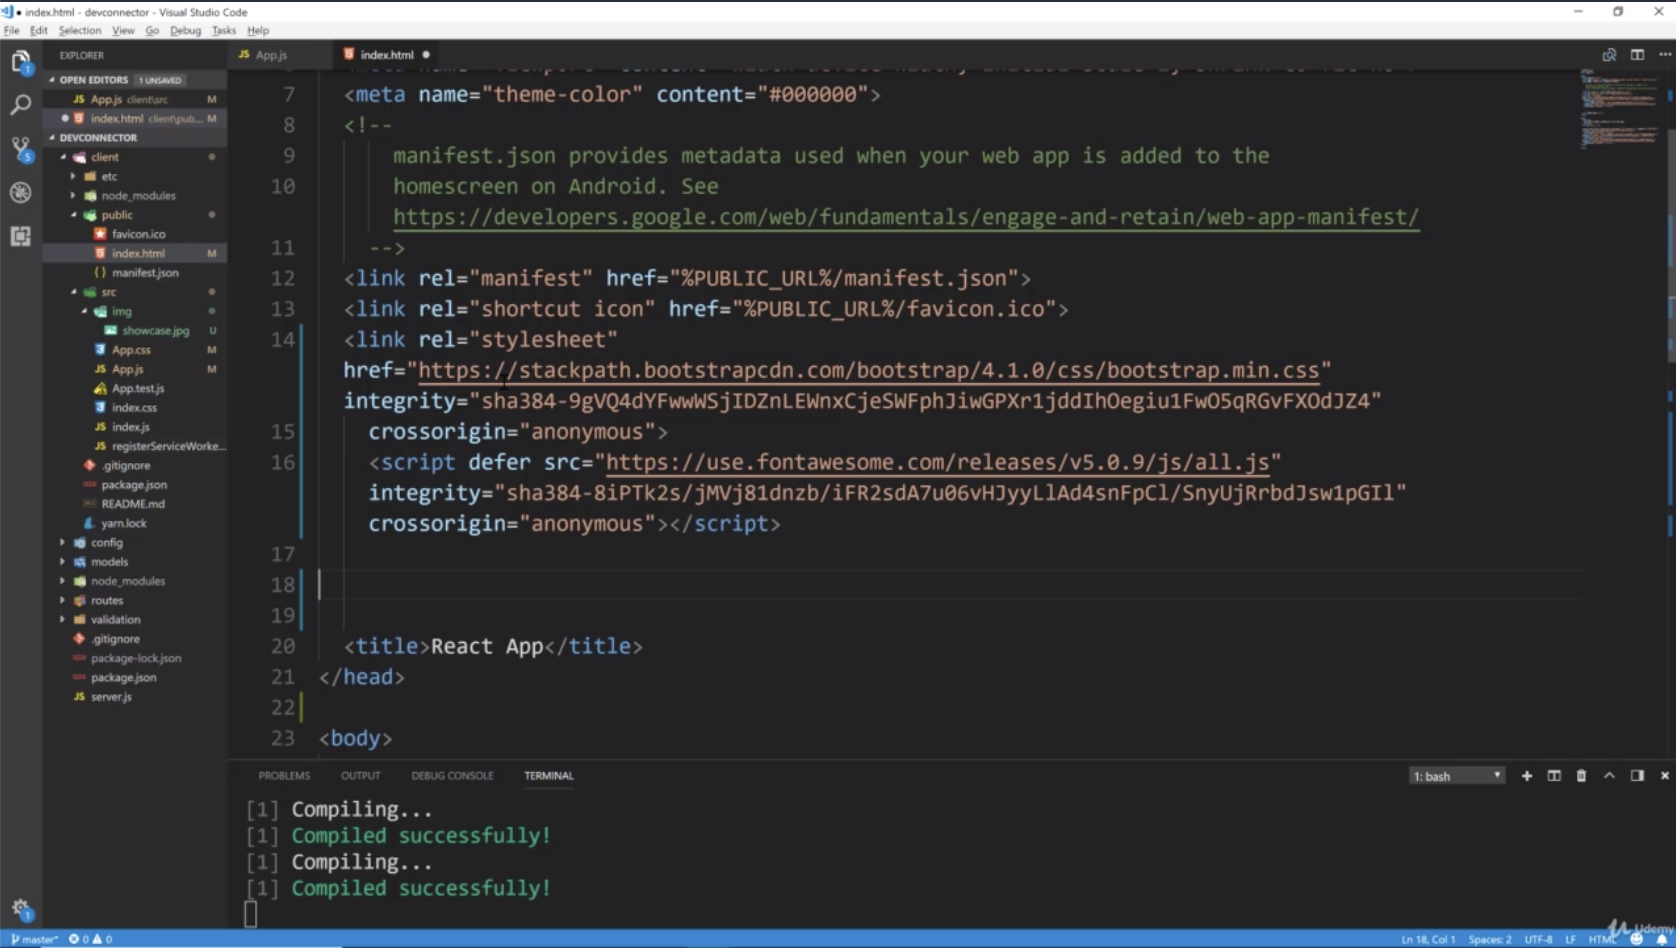 index.html - devconnector - Visual Studio Code
File Edit Selection View Go Debug Tasks Help
EXPLORER
OPEN EDITORS 1 UNSAVED
JS App.js client\src M
index.html client\pub... M
DEVCONNECTOR
client
etc
node_modules
public
favicon.ico
index.html M
{ } manifest.json
src
img
showcase.jpg U
App.css M
JS App.js M
App.test.js
index.css
JS index.js
JS registerServiceWorke...
.gitignore
package.json
README.md
yarn.lock
config
models
node_modules
routes
validation
.gitignore
package-lock.json
package.json
JS server.js
JS App.js
index.html
7 <meta name="theme-color" content="#000000">
8 <!--
9 manifest.json provides metadata used when your web app is added to the
10 homescreen on Android. See
https://developers.google.com/web/fundamentals/engage-and-retain/web-app-manifest/
11 -->
12 <link rel="manifest" href="%PUBLIC_URL%/manifest.json">
13 <link rel="shortcut icon" href="%PUBLIC_URL%/favicon.ico">
14 <link rel="stylesheet"
href="https://stackpath.bootstrapcdn.com/bootstrap/4.1.0/css/bootstrap.min.css"
integrity="sha384-9gVQ4dYFwwWSjIDZnLEWnxCjeSWFphJiwGPXr1jddIhOegiu1FwO5qRGvFXOdJZ4"
15 crossorigin="anonymous">
16 <script defer src="https://use.fontawesome.com/releases/v5.0.9/js/all.js"
integrity="sha384-8iPTk2s/jMVj81dnzb/iFR2sdA7u06vHJyyLlAd4snFpCl/SnyUjRrbdJsw1pGIl"
crossorigin="anonymous"></script>
17
18
19
20 <title>React App</title>
21 </head>
22
23 <body>
PROBLEMS OUTPUT DEBUG CONSOLE TERMINAL
1: bash
[1] Compiling...
[1] Compiled successfully!
[1] Compiling...
[1] Compiled successfully!
master* 0 0
Ln 18, Col 1 Spaces: 2 UTF-8 LF HTML
Udemy